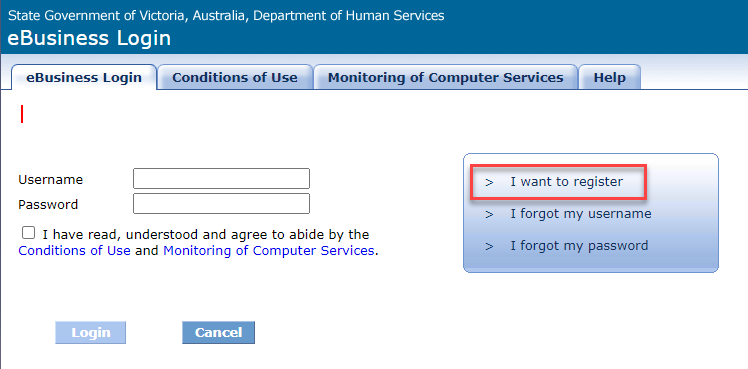 State Government of Victoria, Australia, Department of Human Services
eBusiness Login
eBusiness Login
Conditions of Use
Monitoring of Computer Services
Help
Username
Password
I have read, understood and agree to abide by the
Conditions of Use and Monitoring of Computer Services.
> I want to register
> I forgot my username
> I forgot my password
Login
Cancel